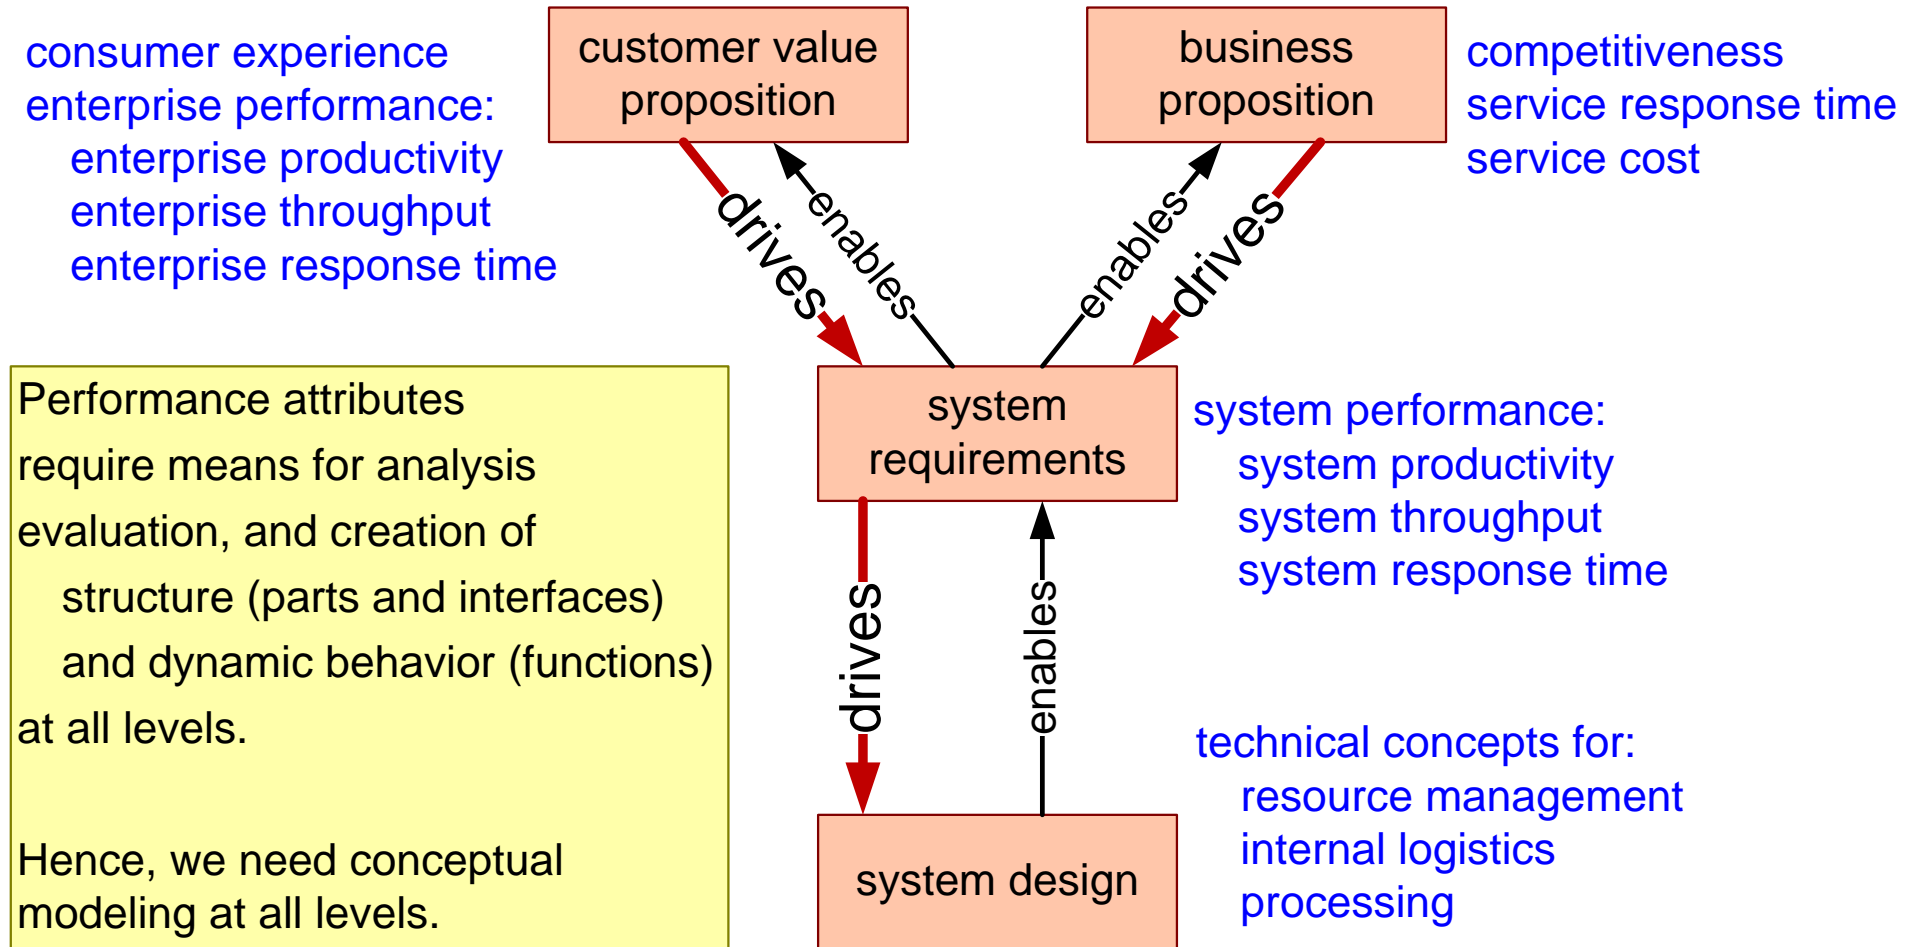 consumer experience
enterprise performance:
enterprise productivity
enterprise throughput
enterprise response time
customer value
proposition
business
proposition
competitiveness
service response time
service cost
drives
enables
enables
drives
Performance attributes
require means for analysis
evaluation, and creation of
structure (parts and interfaces)
and dynamic behavior (functions)
at all levels.
Hence, we need conceptual
modeling at all levels.
system
requirements
system performance:
system productivity
system throughput
system response time
drives
enables
system design
technical concepts for:
resource management
internal logistics
processing